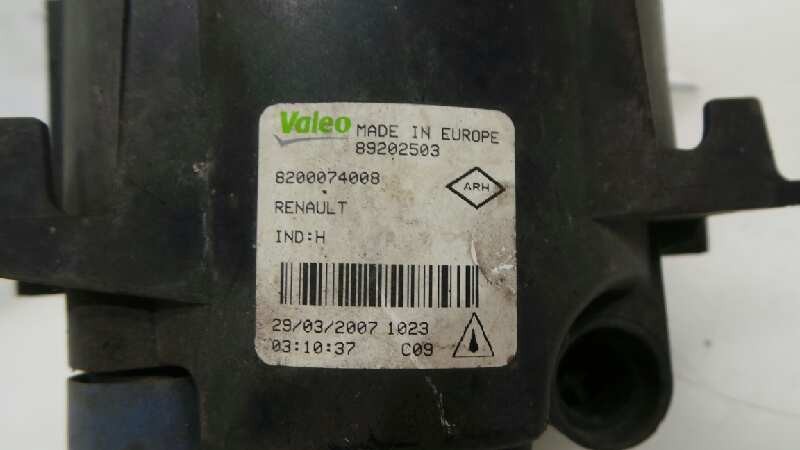 Valeo MADE IN EUROPE
89202503
8200074008
ARH
RENAULT
IND:H
29/03/2007 1023
03:10:37 C09